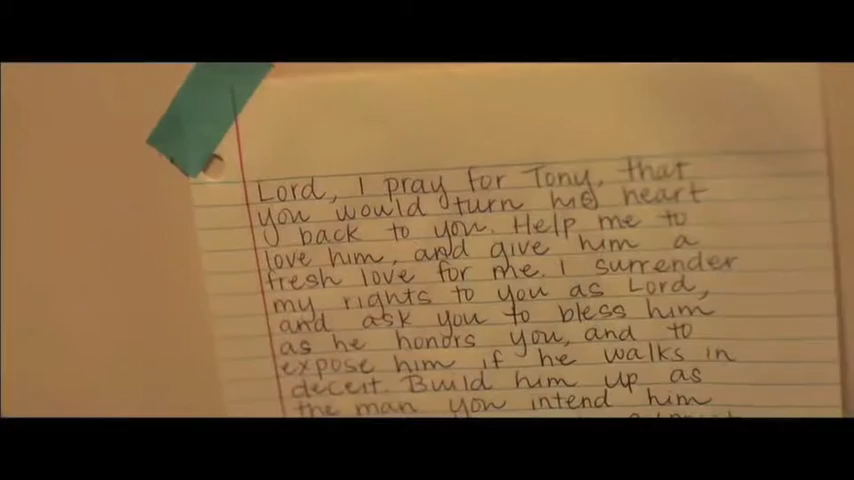 Lord, I pray for Tony, that
you would turn his heart
back to you. Help me to
love him, and give him a
fresh love for me. I surrender
my rights to you as Lord,
and ask you to bless him
as he honors you, and to
expose him if he walks in
deceit. Build him up as
the man you intend him